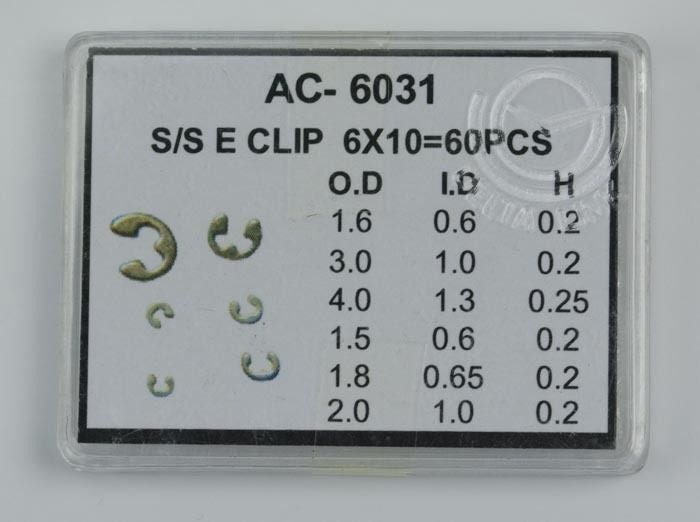 AC- 6031
S/S E CLIP 6X10=60PCS
O.D I.D H
1.6 0.6 0.2
3.0 1.0 0.2
4.0 1.3 0.25
1.5 0.6 0.2
1.8 0.65 0.2
2.0 1.0 0.2